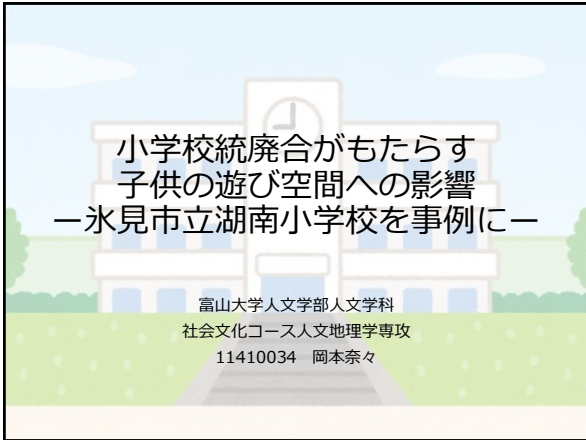 小学校統廃合がもたらす
子供の遊び空間への影響
ー氷見市立湖南小学校を事例にー
富山大学人文学部人文学科
社会文化コース人文地理学専攻
11410034　岡本奈々